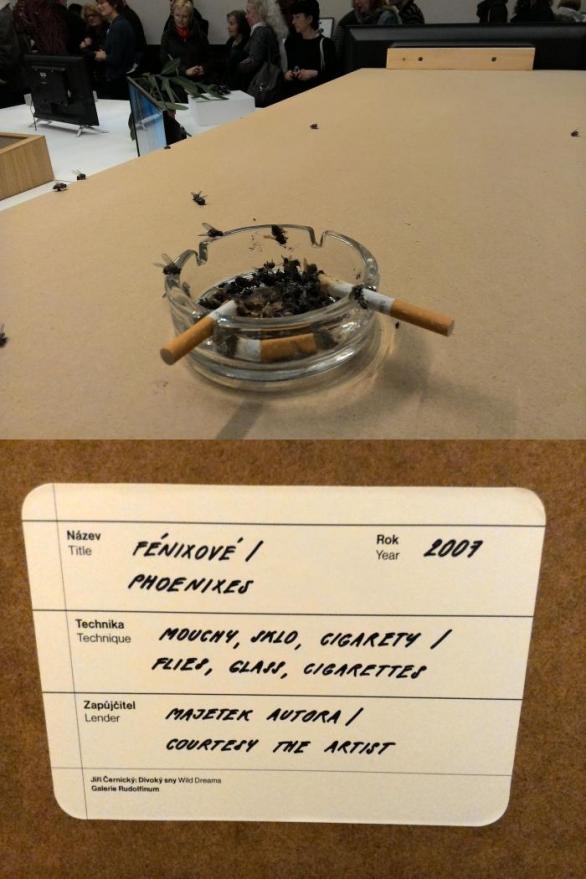 Název
Title
FÉNIXOVÉ /
PHOENIXES
Rok
Year
2007
Technika
Technique
MOUCHY, SKLO, CIGARETY /
FLIES, GLASS, CIGARETTES
Zapůjčitel
Lender
MAJETEK AUTORA /
COURTESY THE ARTIST
Jiří Černický: Divoký sny Wild Dreams
Galerie Rudolfinum